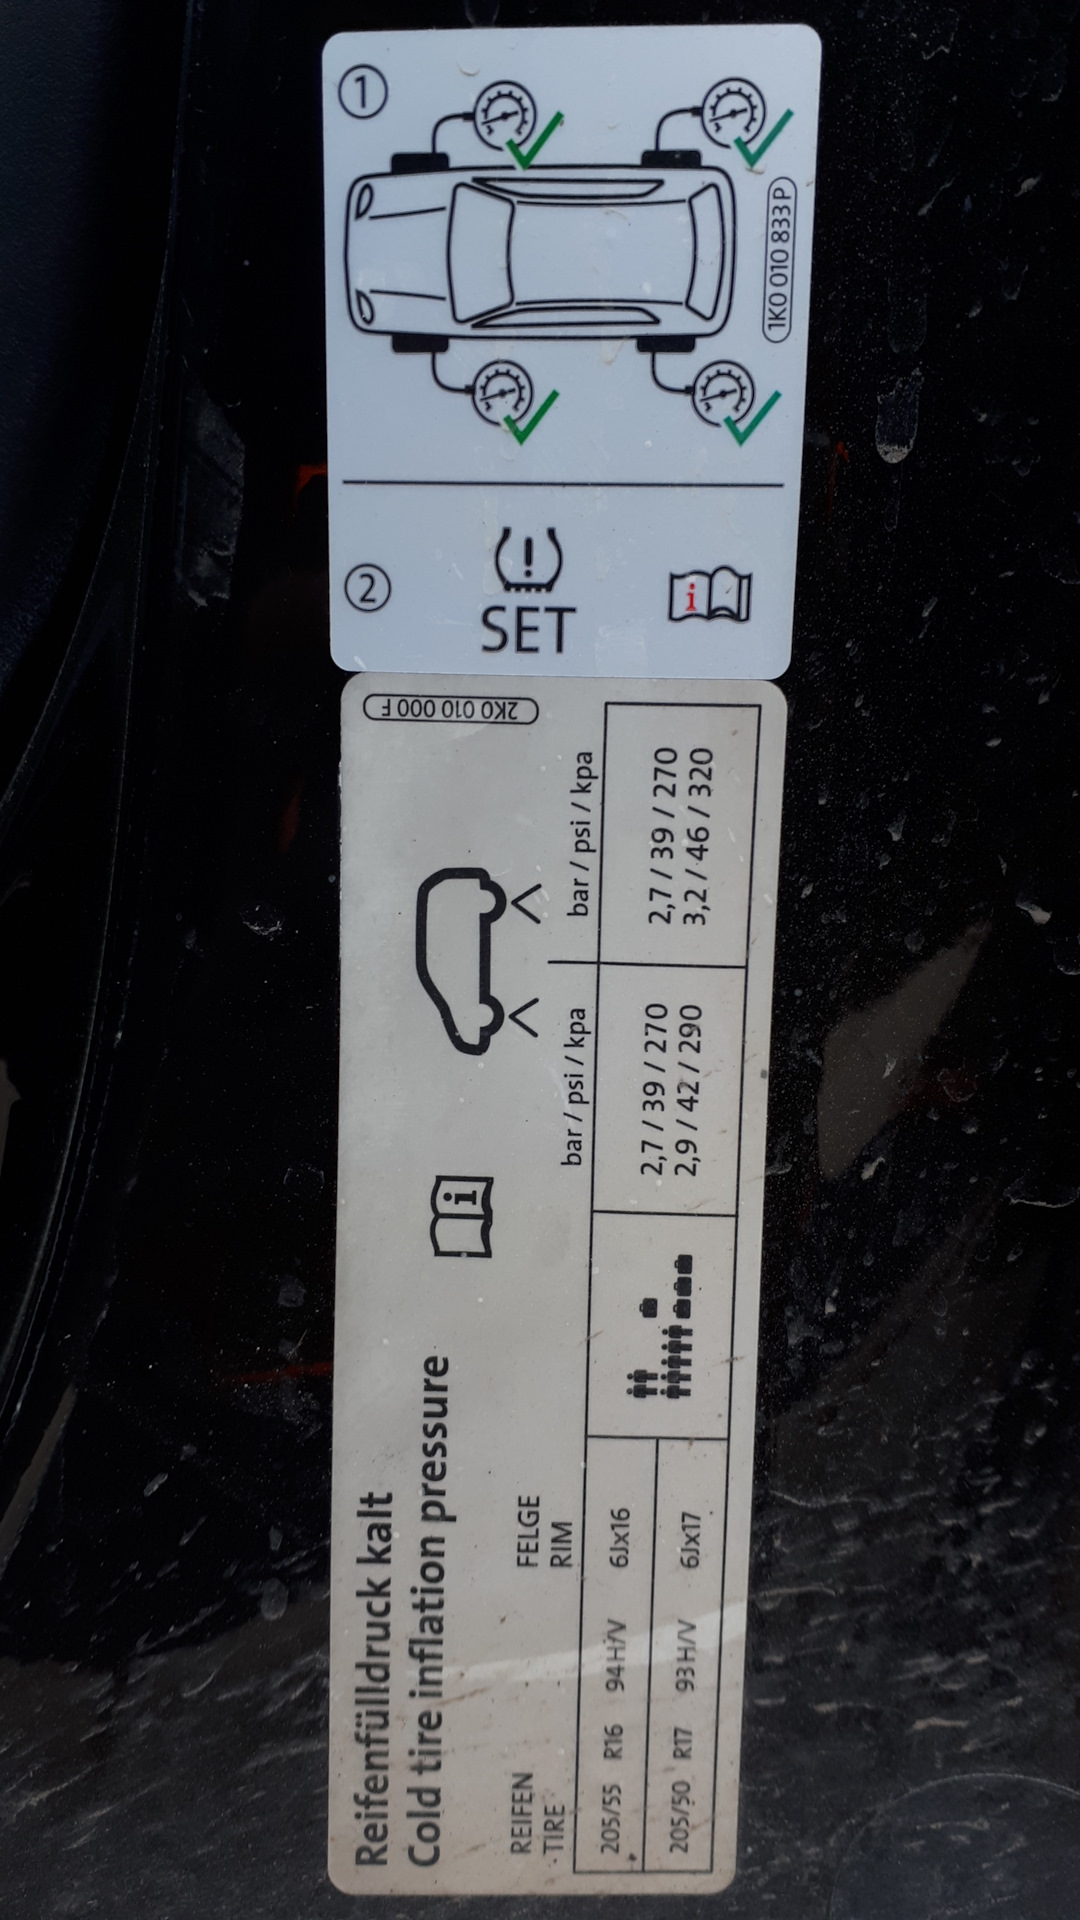 Reifenfülldruck kalt
Cold tire inflation pressure
2K0 010 000 F
REIFEN
TIRE
FELGE
RIM
bar / psi / kpa
bar / psi / kpa
205/55 R16 94H/V 6Jx16
2,7 / 39 / 270 2,7 / 39 / 270
205/50 R17 93H/V 6Jx17
2,9 / 42 / 290 3,2 / 46 / 320
2
SET
1
1K0 010 833 P